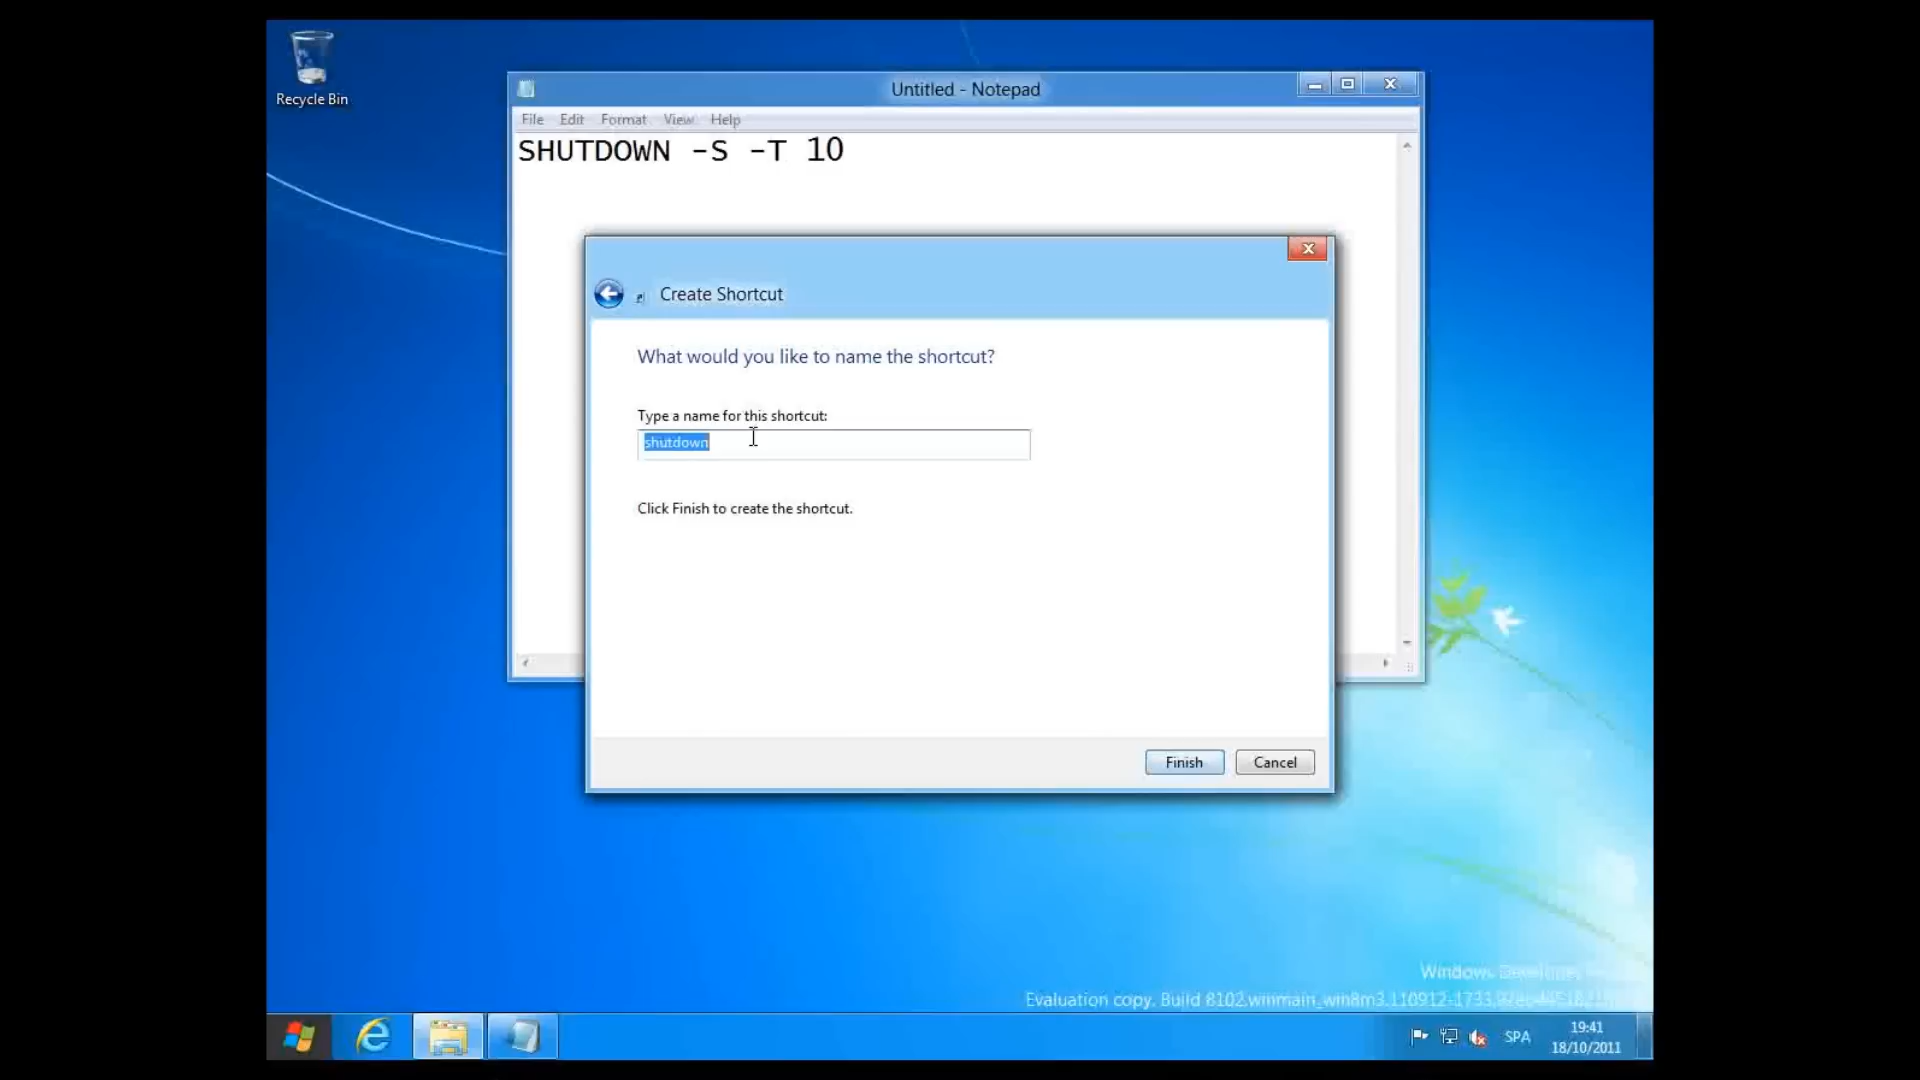 Recycle Bin
Untitled - Notepad
File Edit Format View Help
SHUTDOWN -S -T 10
Create Shortcut
What would you like to name the shortcut?
Type a name for this shortcut:
shutdown
Click Finish to create the shortcut.
Finish Cancel
Windows Developer
Evaluation copy. Build 8102.winmain_win8m3.110912-1733
SPA
19:41
18/10/2011